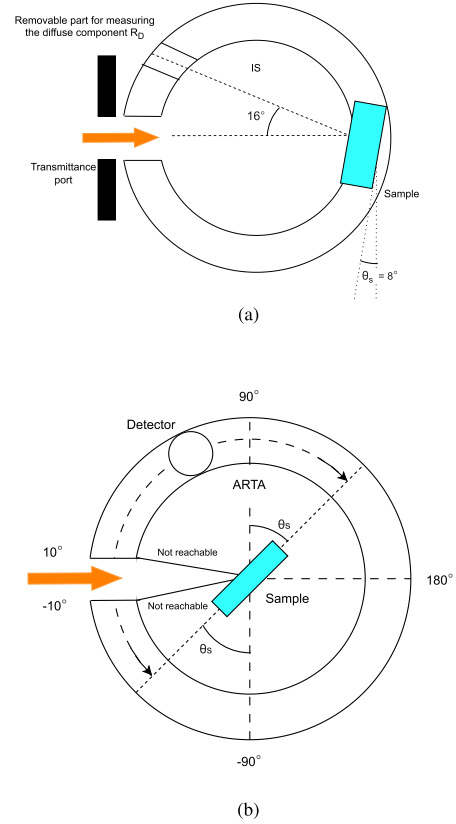 Removable part for measuring
the diffuse component R_D
IS
16°
Transmittance
port
Sample
θs = 8°
(a)
90°
Detector
ARTA
θs
Not reachable
10°
180°
-10°
Not reachable
Sample
θs
-90°
(b)